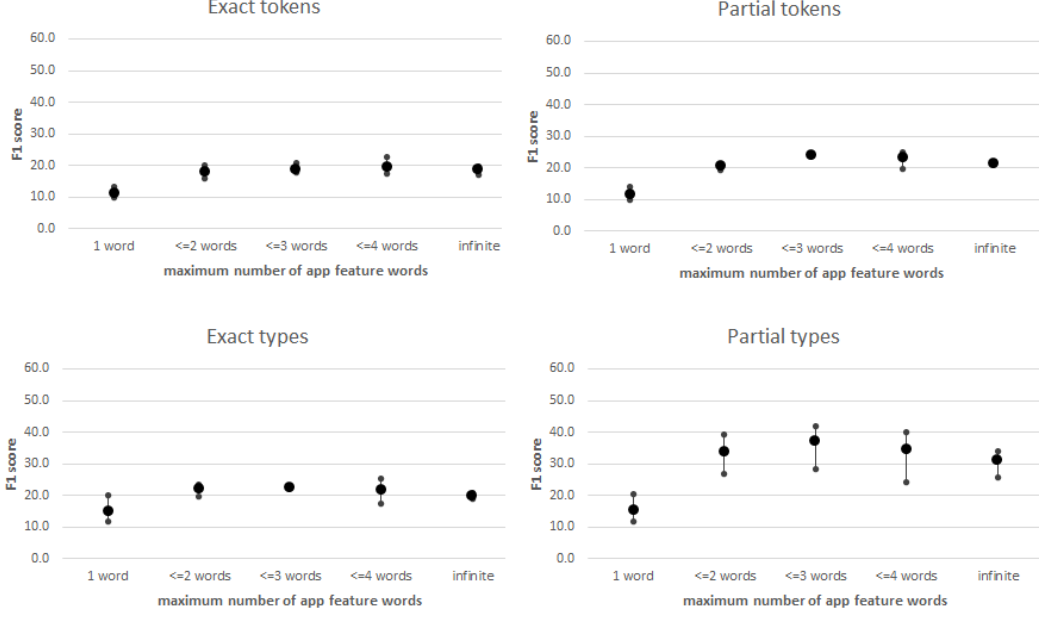 Exact tokens
60.0
50.0
40.0
30.0
20.0
10.0
0.0
F1 score
1 word
<=2 words
<=3 words
<=4 words
infinite
maximum number of app feature words
Partial tokens
60.0
50.0
40.0
30.0
20.0
10.0
0.0
F1 score
1 word
<=2 words
<=3 words
<=4 words
infinite
maximum number of app feature words
Exact types
60.0
50.0
40.0
30.0
20.0
10.0
0.0
F1 score
1 word
<=2 words
<=3 words
<=4 words
infinite
maximum number of app feature words
Partial types
60.0
50.0
40.0
30.0
20.0
10.0
0.0
F1 score
1 word
<=2 words
<=3 words
<=4 words
infinite
maximum number of app feature words